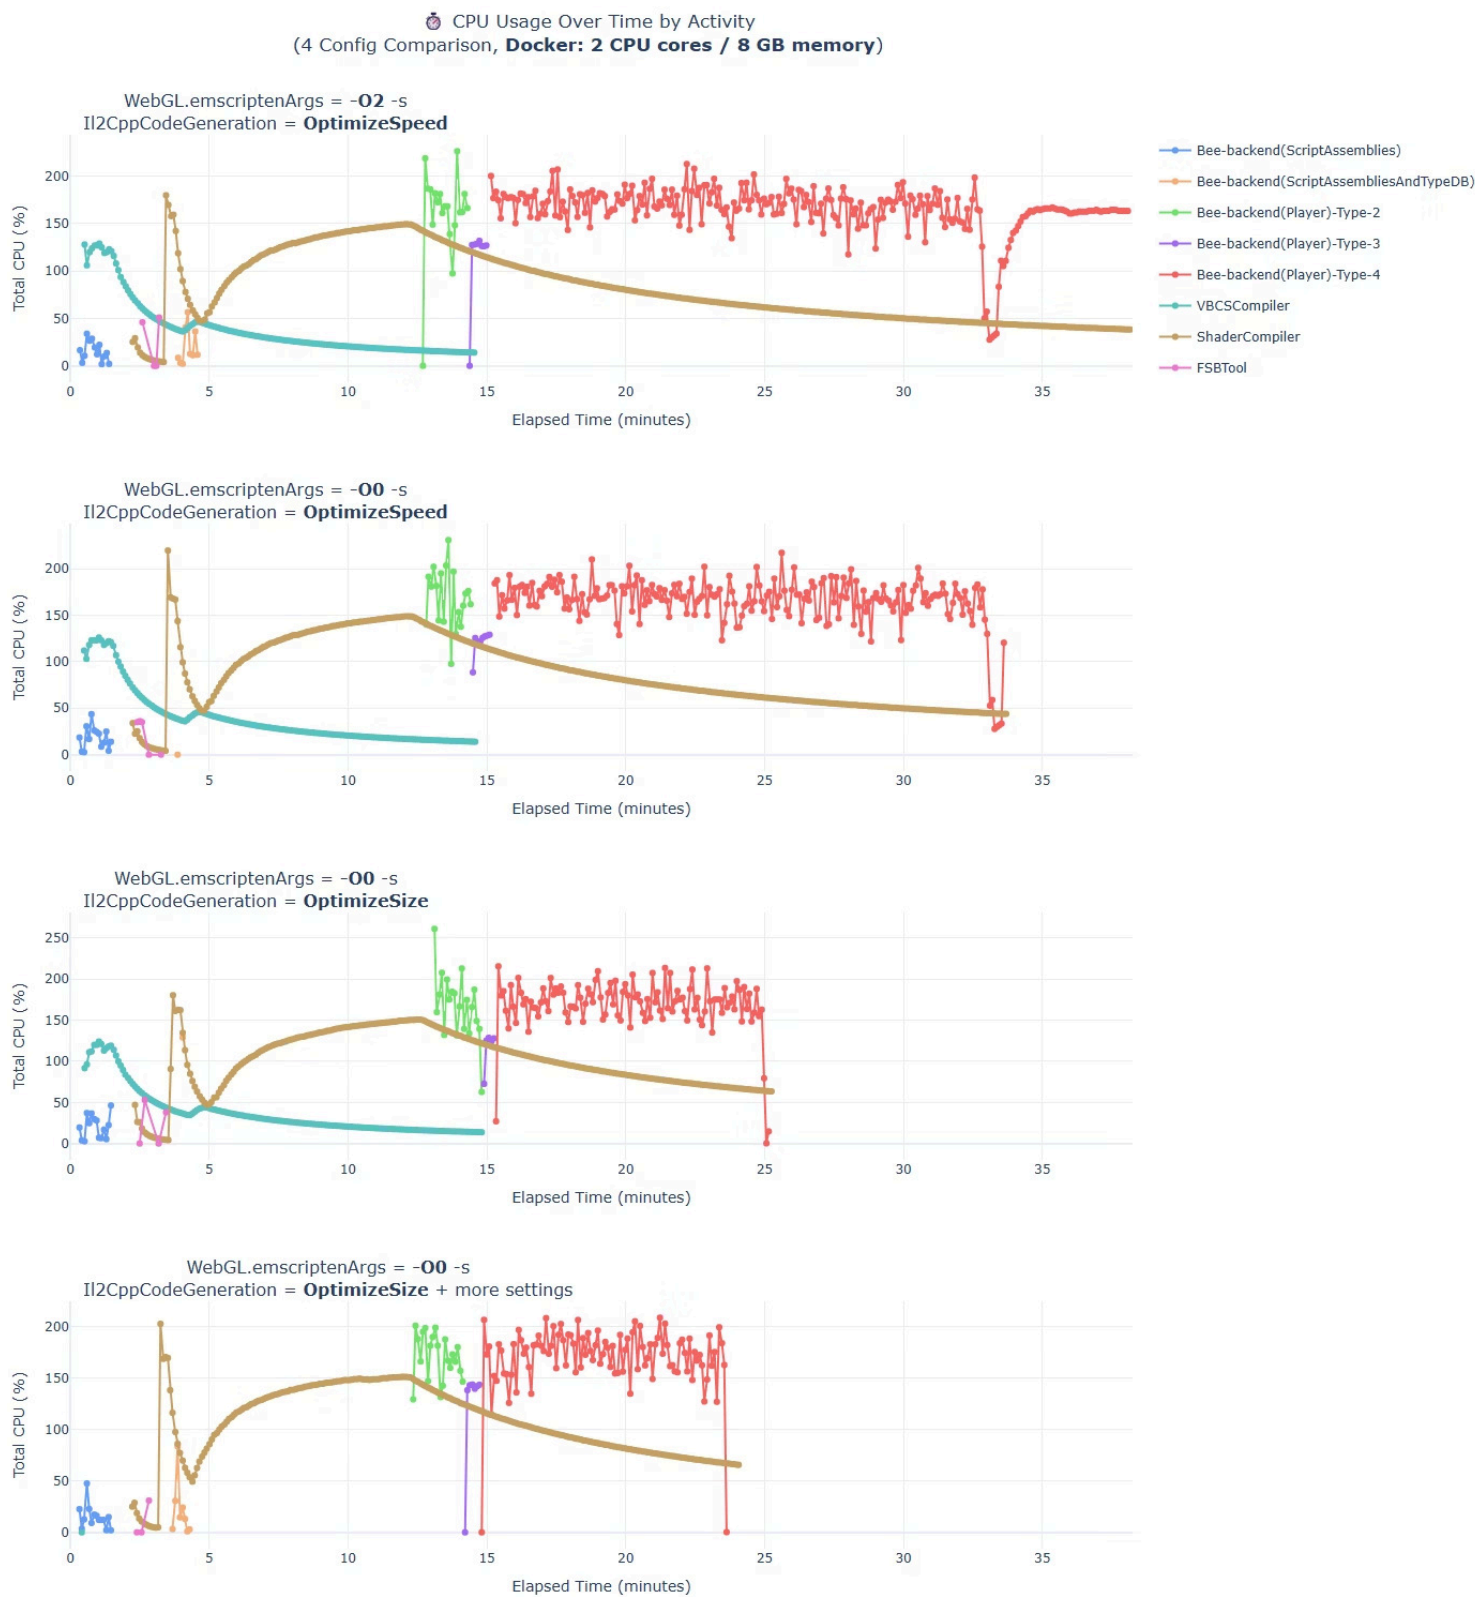 ⏱ CPU Usage Over Time by Activity
(4 Config Comparison, Docker: 2 CPU cores / 8 GB memory)
WebGL.emscriptenArgs = -O2 -s
Il2CppCodeGeneration = OptimizeSpeed
Total CPU (%)
200
150
100
50
0
0 5 10 15 20 25 30 35
Elapsed Time (minutes)
Bee-backend(ScriptAssemblies)
Bee-backend(ScriptAssembliesAndTypeDB)
Bee-backend(Player)-Type-2
Bee-backend(Player)-Type-3
Bee-backend(Player)-Type-4
VBCSCompiler
ShaderCompiler
FSBTool
WebGL.emscriptenArgs = -O0 -s
Il2CppCodeGeneration = OptimizeSpeed
Total CPU (%)
200
150
100
50
0
0 5 10 15 20 25 30 35
Elapsed Time (minutes)
WebGL.emscriptenArgs = -O0 -s
Il2CppCodeGeneration = OptimizeSize
Total CPU (%)
250
200
150
100
50
0
0 5 10 15 20 25 30 35
Elapsed Time (minutes)
WebGL.emscriptenArgs = -O0 -s
Il2CppCodeGeneration = OptimizeSize + more settings
Total CPU (%)
200
150
100
50
0
0 5 10 15 20 25 30 35
Elapsed Time (minutes)